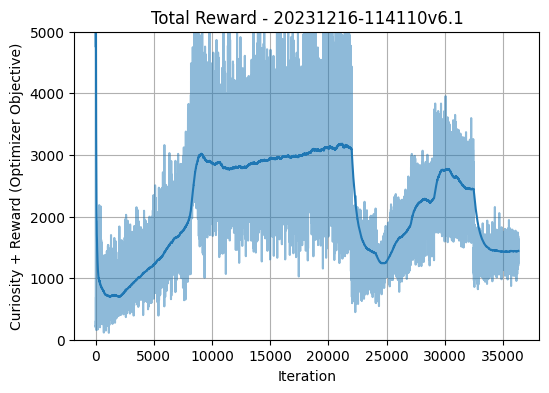 Total Reward - 20231216-114110v6.1
Curiosity + Reward (Optimizer Objective)
5000
4000
3000
2000
1000
0
0 5000 10000 15000 20000 25000 30000 35000
Iteration